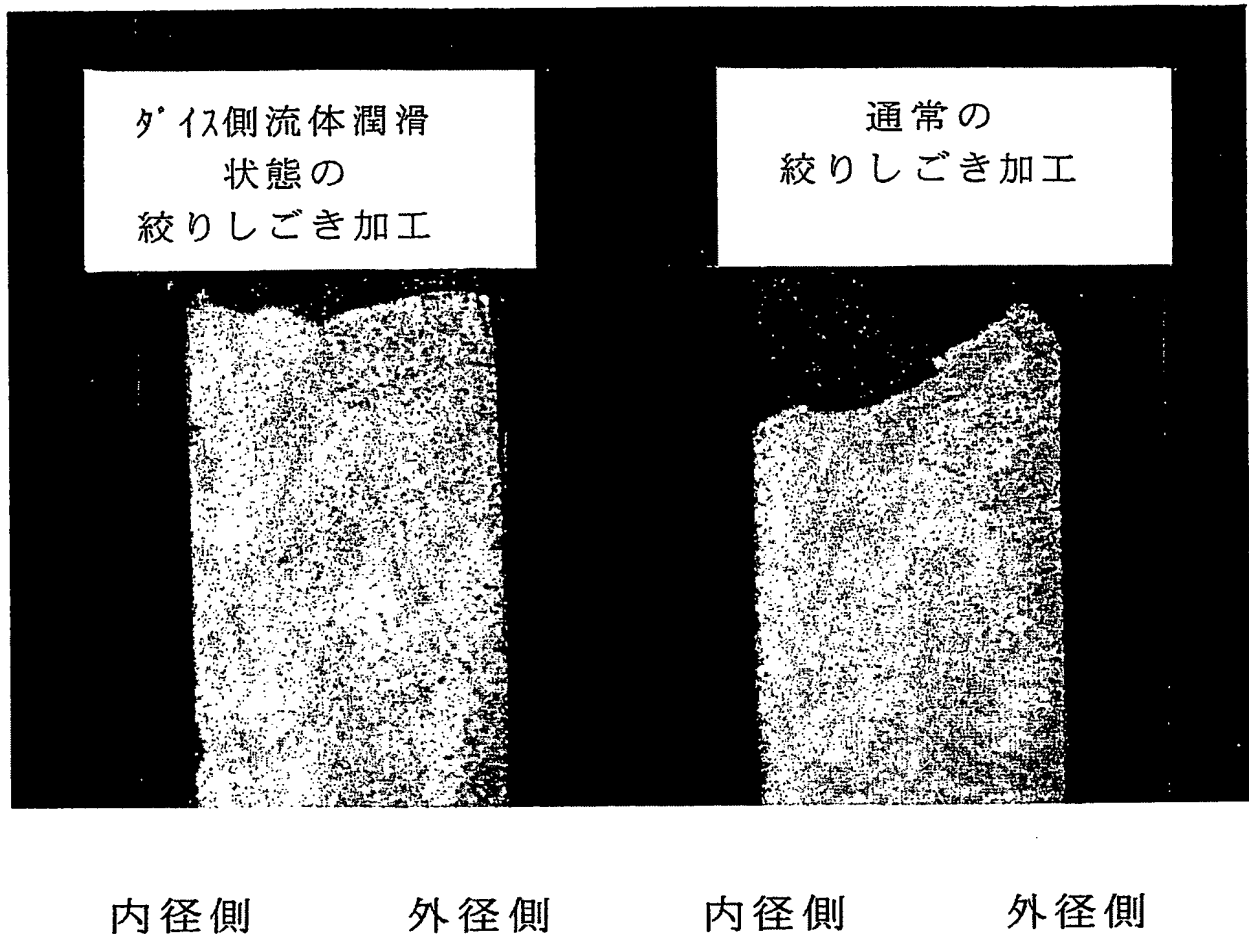 ﾀﾞｲｽ側流体潤滑
状態の
絞りしごき加工
通常の
絞りしごき加工
内径側 外径側 内径側 外径側